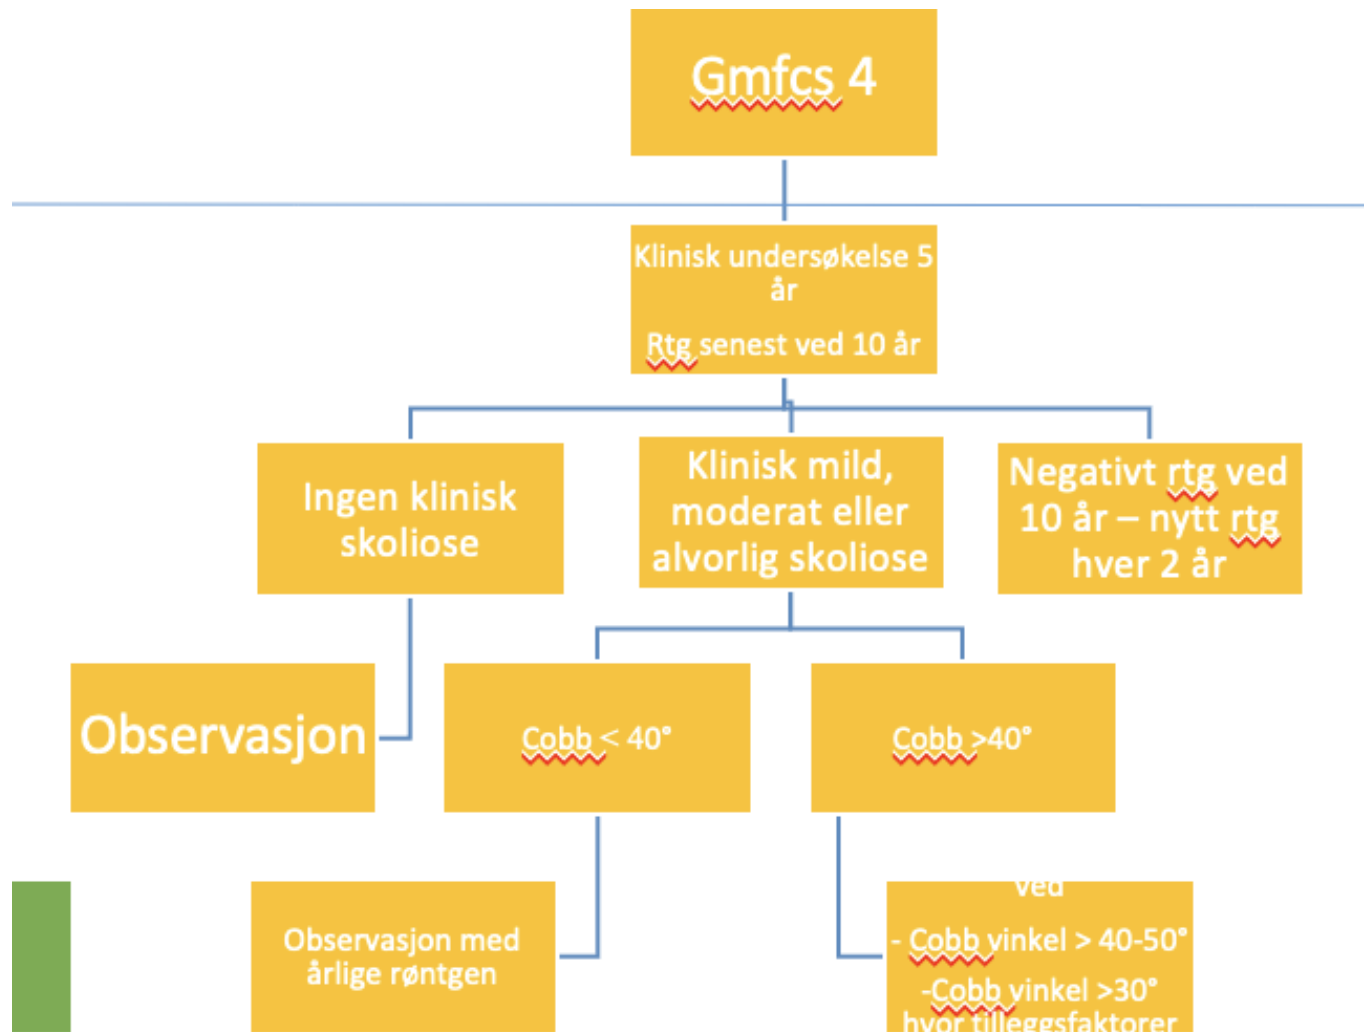 Gmfcs 4
Klinisk undersøkelse 5
år
Rtg senest ved 10 år
Ingen klinisk
skoliose
Klinisk mild,
moderat eller
alvorlig skoliose
Negativt rtg ved
10 år – nytt rtg
hver 2 år
Observasjon
Cobb < 40°
Cobb >40°
Observasjon med
årlige røntgen
ved
- Cobb vinkel > 40-50°
-Cobb vinkel >30°
hvor tilleggsfaktorer